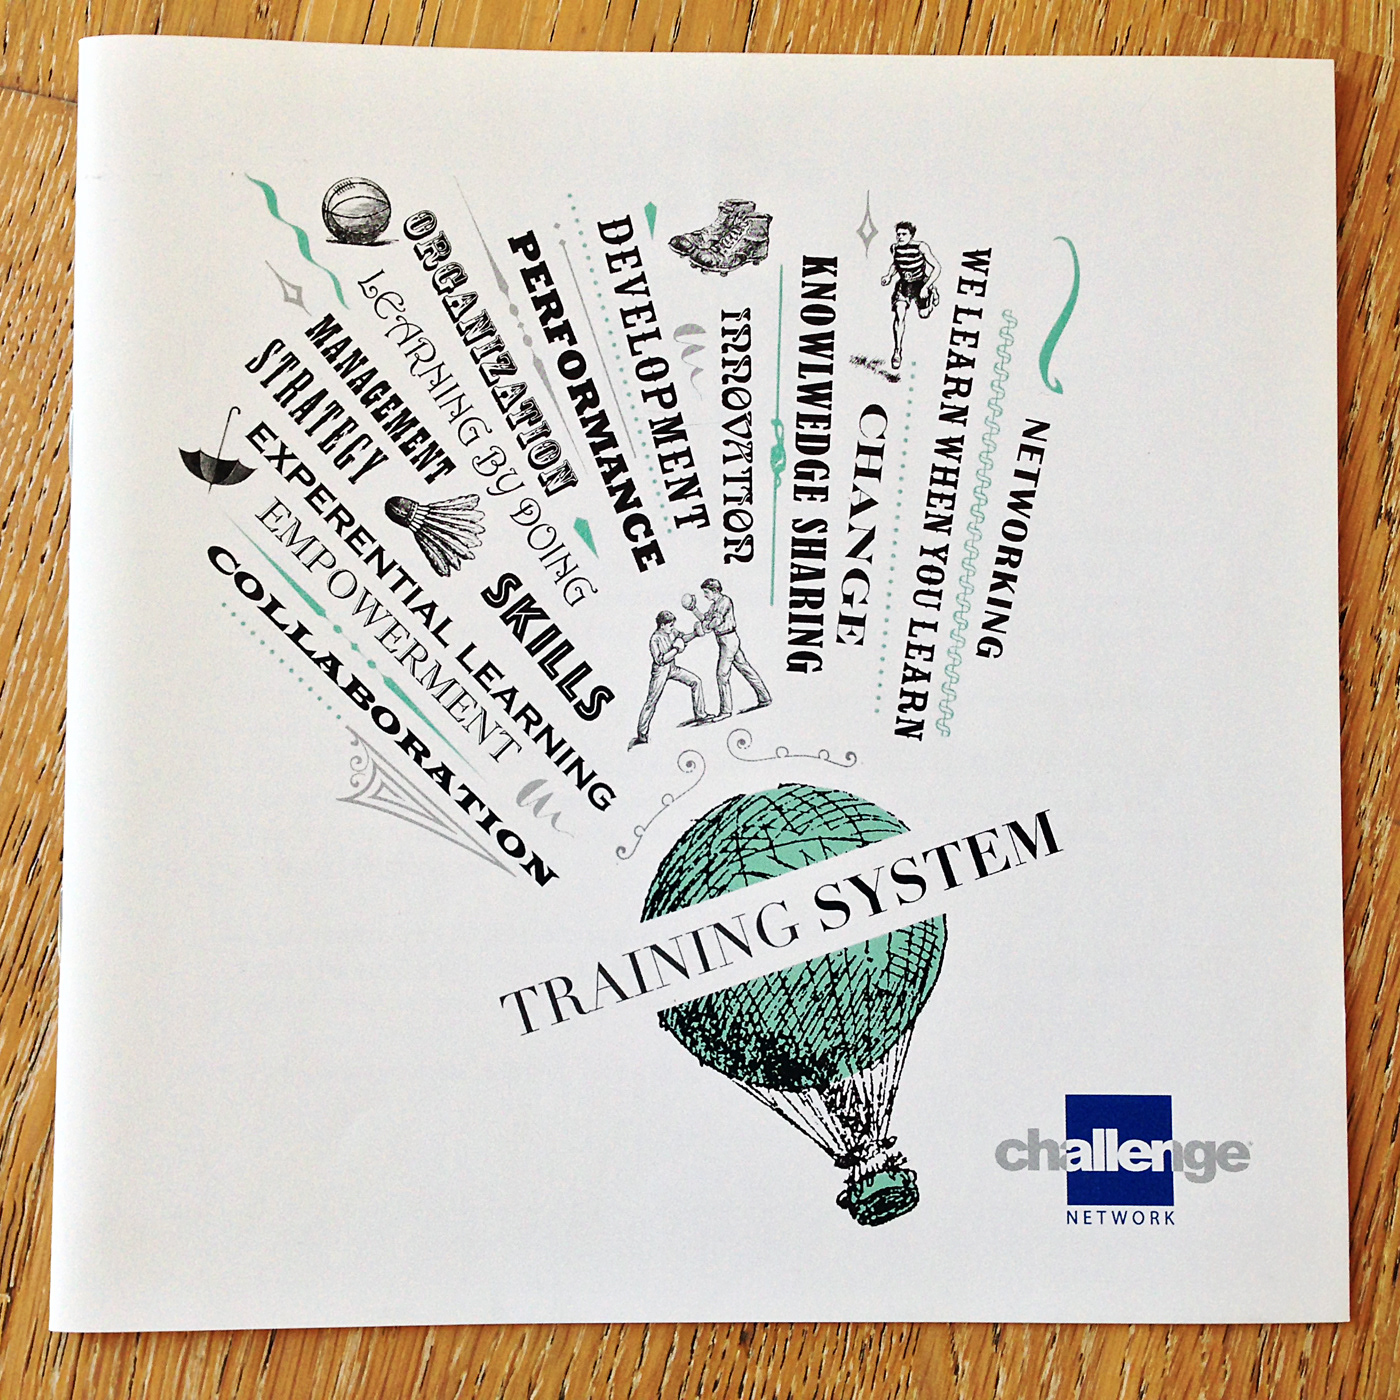 ORGANIZATION
LEARNING BY DOING
MANAGEMENT
STRATEGY
EXPERENTIAL LEARNING
EMPOWERMENT
COLLABORATION
SKILLS
PERFORMANCE
DEVELOPMENT
INNOVATION
KNOWLWEDGE SHARING
CHANGE
WE LEARN WHEN YOU LEARN
NETWORKING
TRAINING SYSTEM
challenge
NETWORK